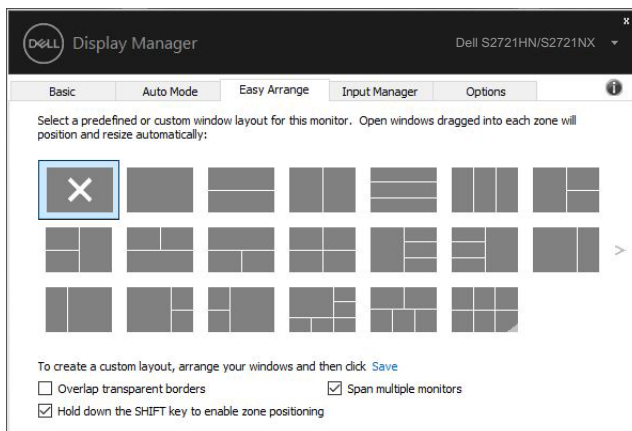 x
DELL Display Manager Dell S2721HN/S2721NX
Basic Auto Mode Easy Arrange Input Manager Options
Select a predefined or custom window layout for this monitor. Open windows dragged into each zone will
position and resize automatically:
To create a custom layout, arrange your windows and then click Save
Overlap transparent borders Span multiple monitors
Hold down the SHIFT key to enable zone positioning